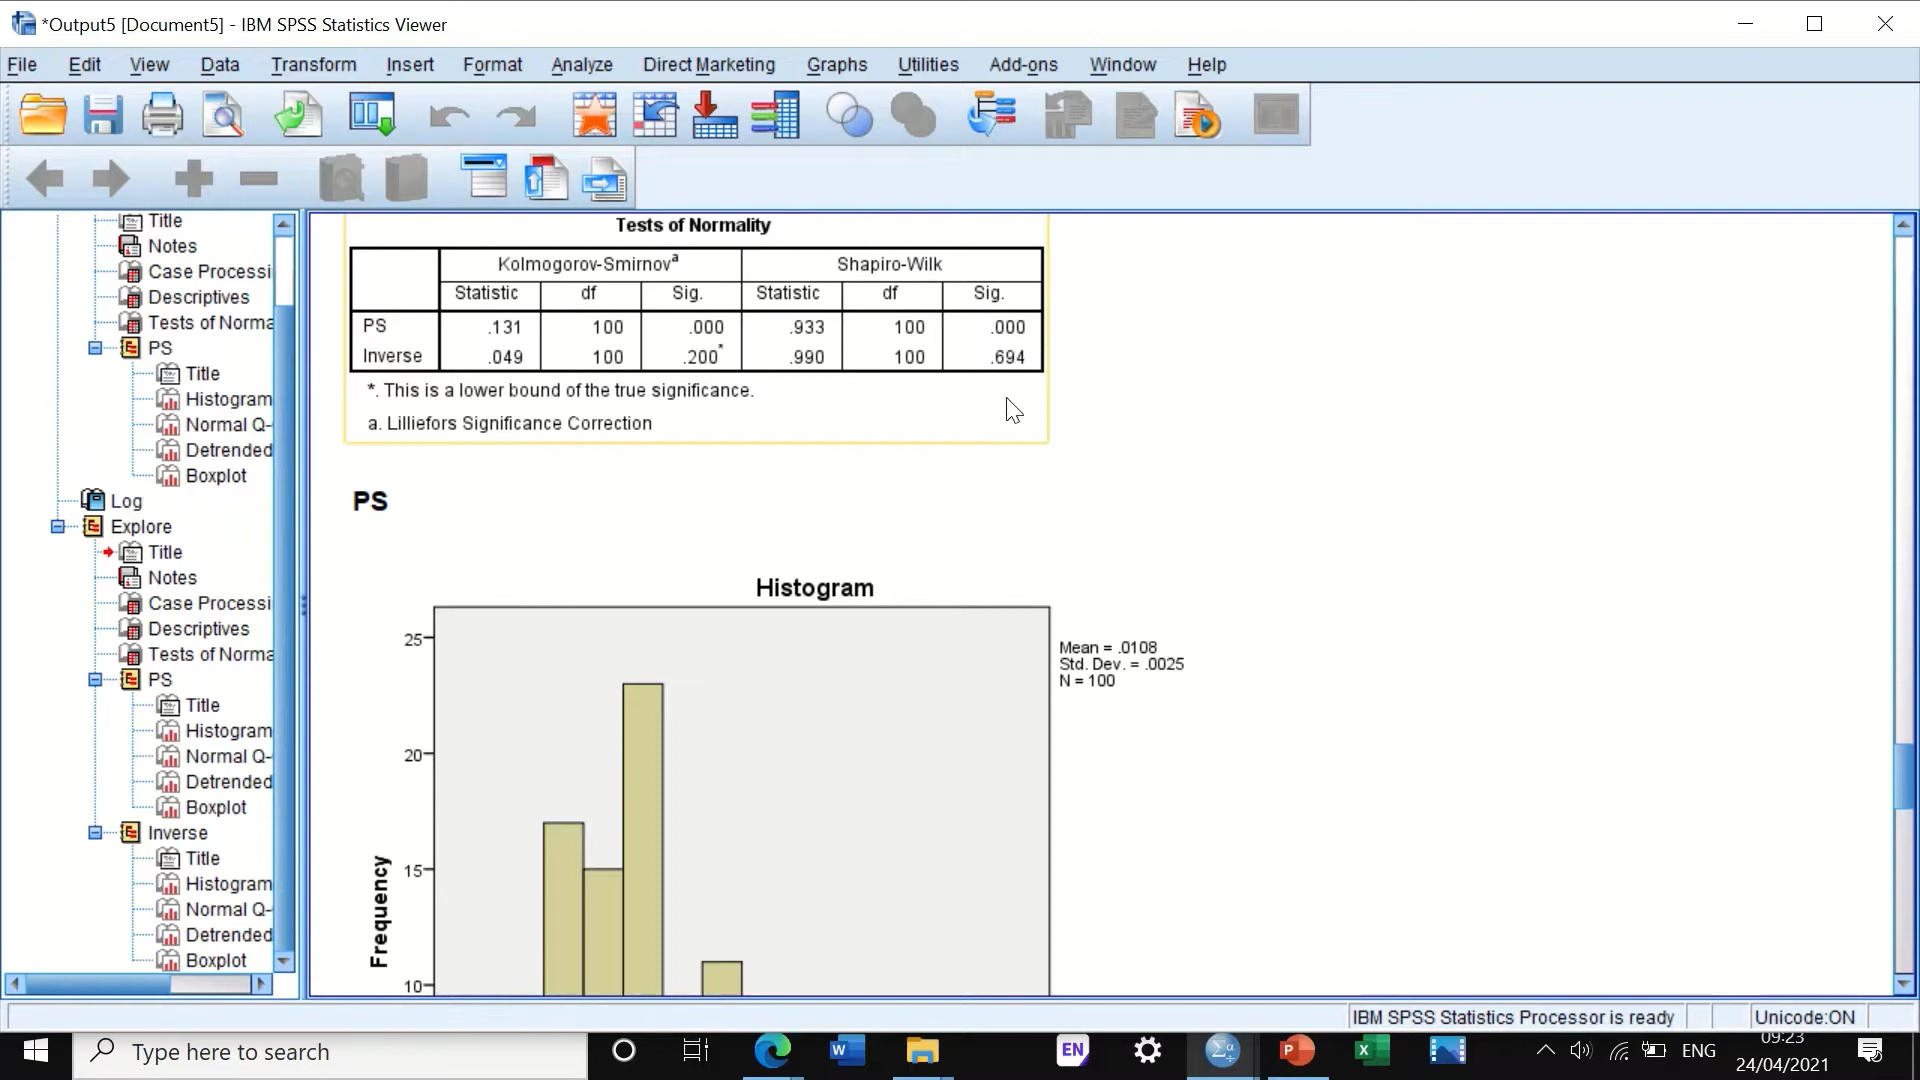 *Output5 [Document5] - IBM SPSS Statistics Viewer
File Edit View Data Transform Insert Format Analyze Direct Marketing Graphs Utilities Add-ons Window Help
Title
Notes
Case Processi
Descriptives
Tests of Norma
PS
Title
Histogram
Normal Q-
Detrended
Boxplot
Log
Explore
Title
Notes
Case Processi
Descriptives
Tests of Norma
PS
Title
Histogram
Normal Q-
Detrended
Boxplot
Inverse
Title
Histogram
Normal Q-
Detrended
Boxplot
Tests of Normality
Kolmogorov-Smirnovᵃ Shapiro-Wilk
Statistic df Sig. Statistic df Sig.
PS .131 100 .000 .933 100 .000
Inverse .049 100 .200* .990 100 .694
*. This is a lower bound of the true significance.
a. Lilliefors Significance Correction
PS
Histogram
Mean = .0108
Std. Dev. = .0025
N = 100
Frequency
25
20
15
10
IBM SPSS Statistics Processor is ready Unicode:ON
Type here to search
EN
ENG
09:23
24/04/2021